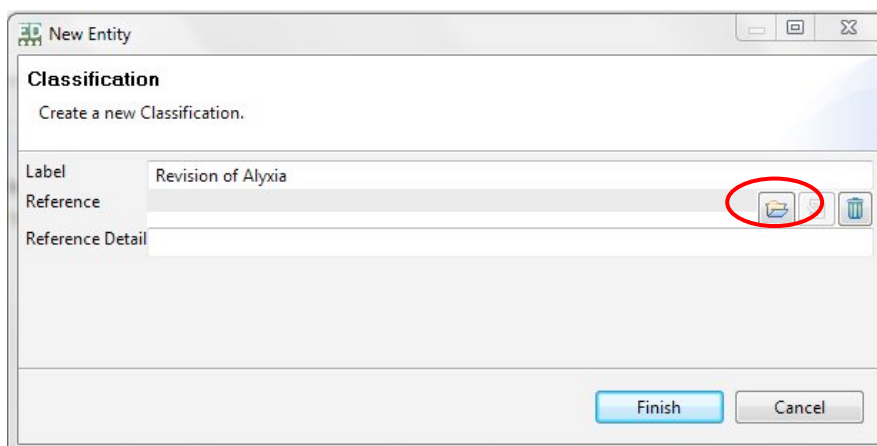 New Entity
Classification
Create a new Classification.
Label Revision of Alyxia
Reference
Reference Detail
Finish Cancel